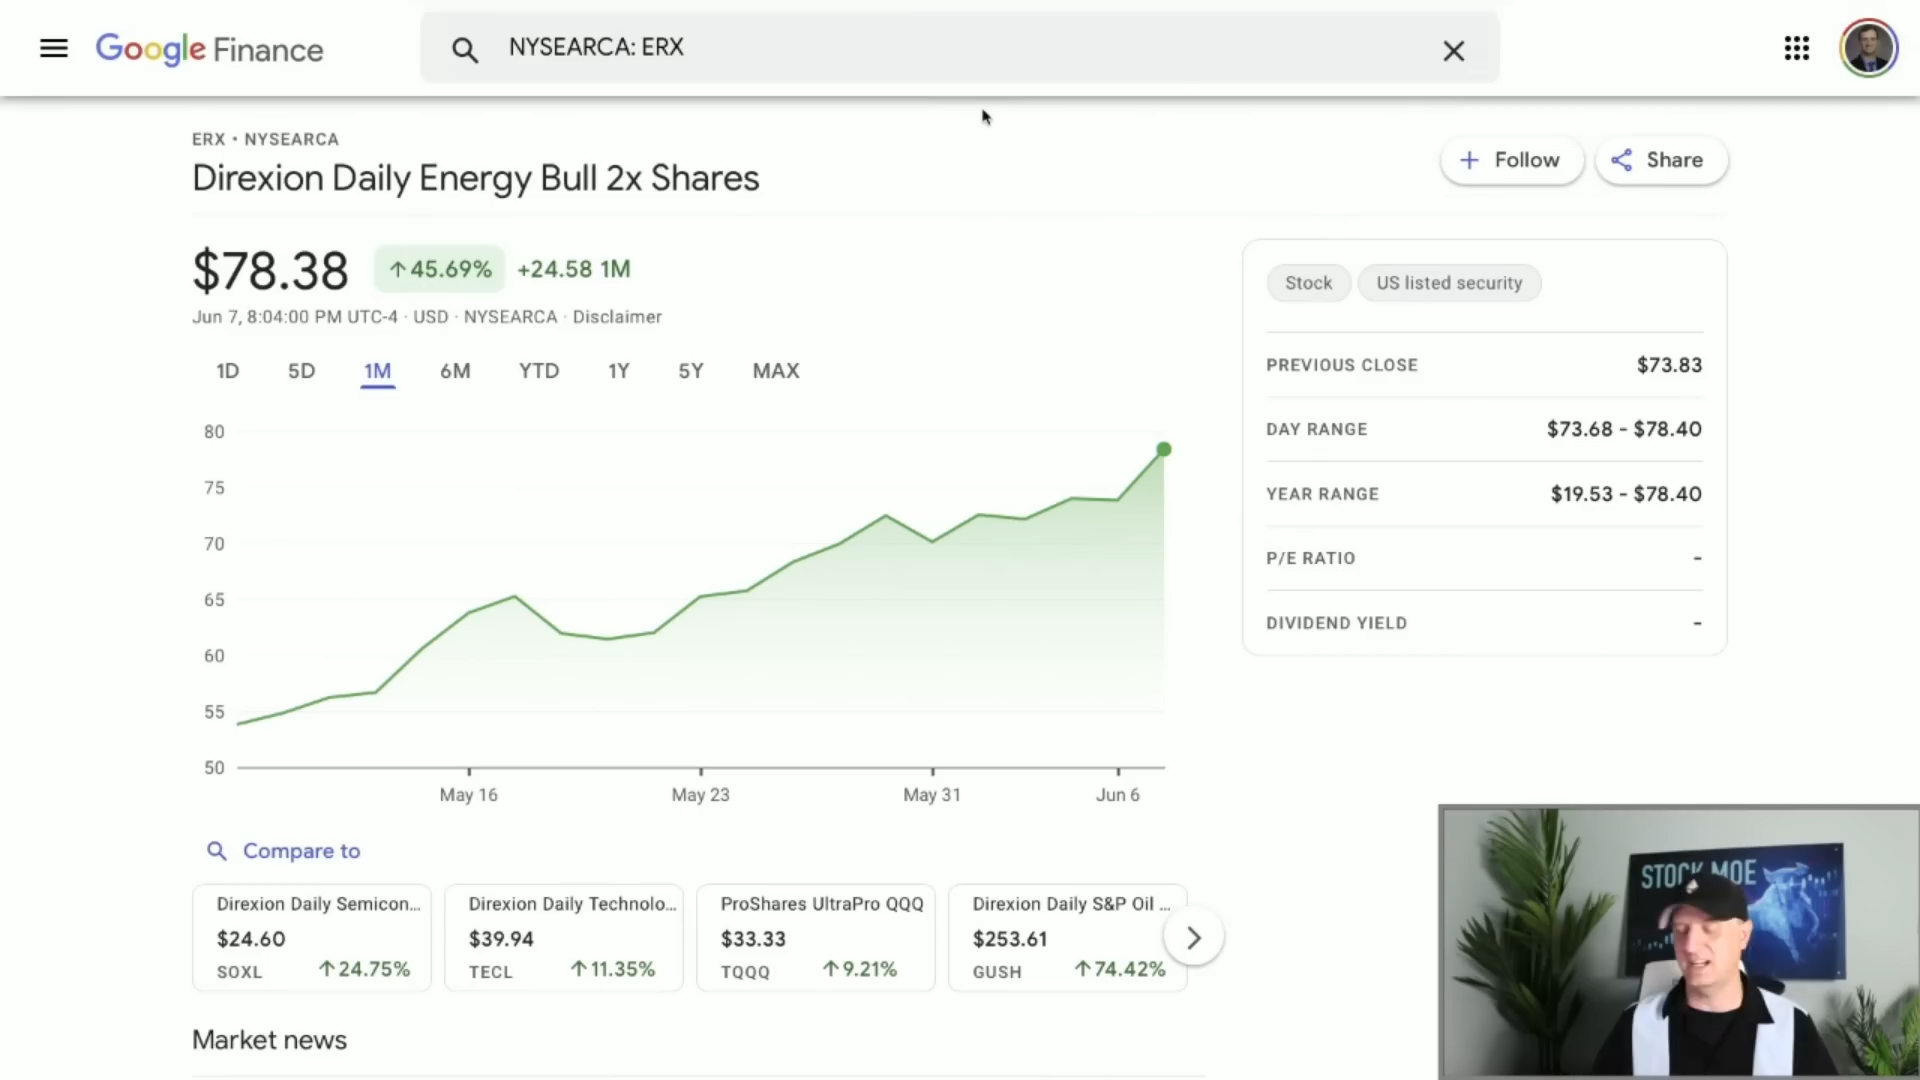 Google Finance
NYSEARCA: ERX
ERX • NYSEARCA
Direxion Daily Energy Bull 2x Shares
Follow
Share
$78.38
↑45.69%
+24.58 1M
Jun 7, 8:04:00 PM UTC-4 · USD · NYSEARCA · Disclaimer
1D 5D 1M 6M YTD 1Y 5Y MAX
80
75
70
65
60
55
50
May 16 May 23 May 31 Jun 6
Stock
US listed security
PREVIOUS CLOSE $73.83
DAY RANGE $73.68 - $78.40
YEAR RANGE $19.53 - $78.40
P/E RATIO -
DIVIDEND YIELD -
Compare to
Direxion Daily Semicon...
$24.60
SOXL ↑24.75%
Direxion Daily Technolo...
$39.94
TECL ↑11.35%
ProShares UltraPro QQQ
$33.33
TQQQ ↑9.21%
Direxion Daily S&P Oil ...
$253.61
GUSH ↑74.42%
Market news
STOCK MOE